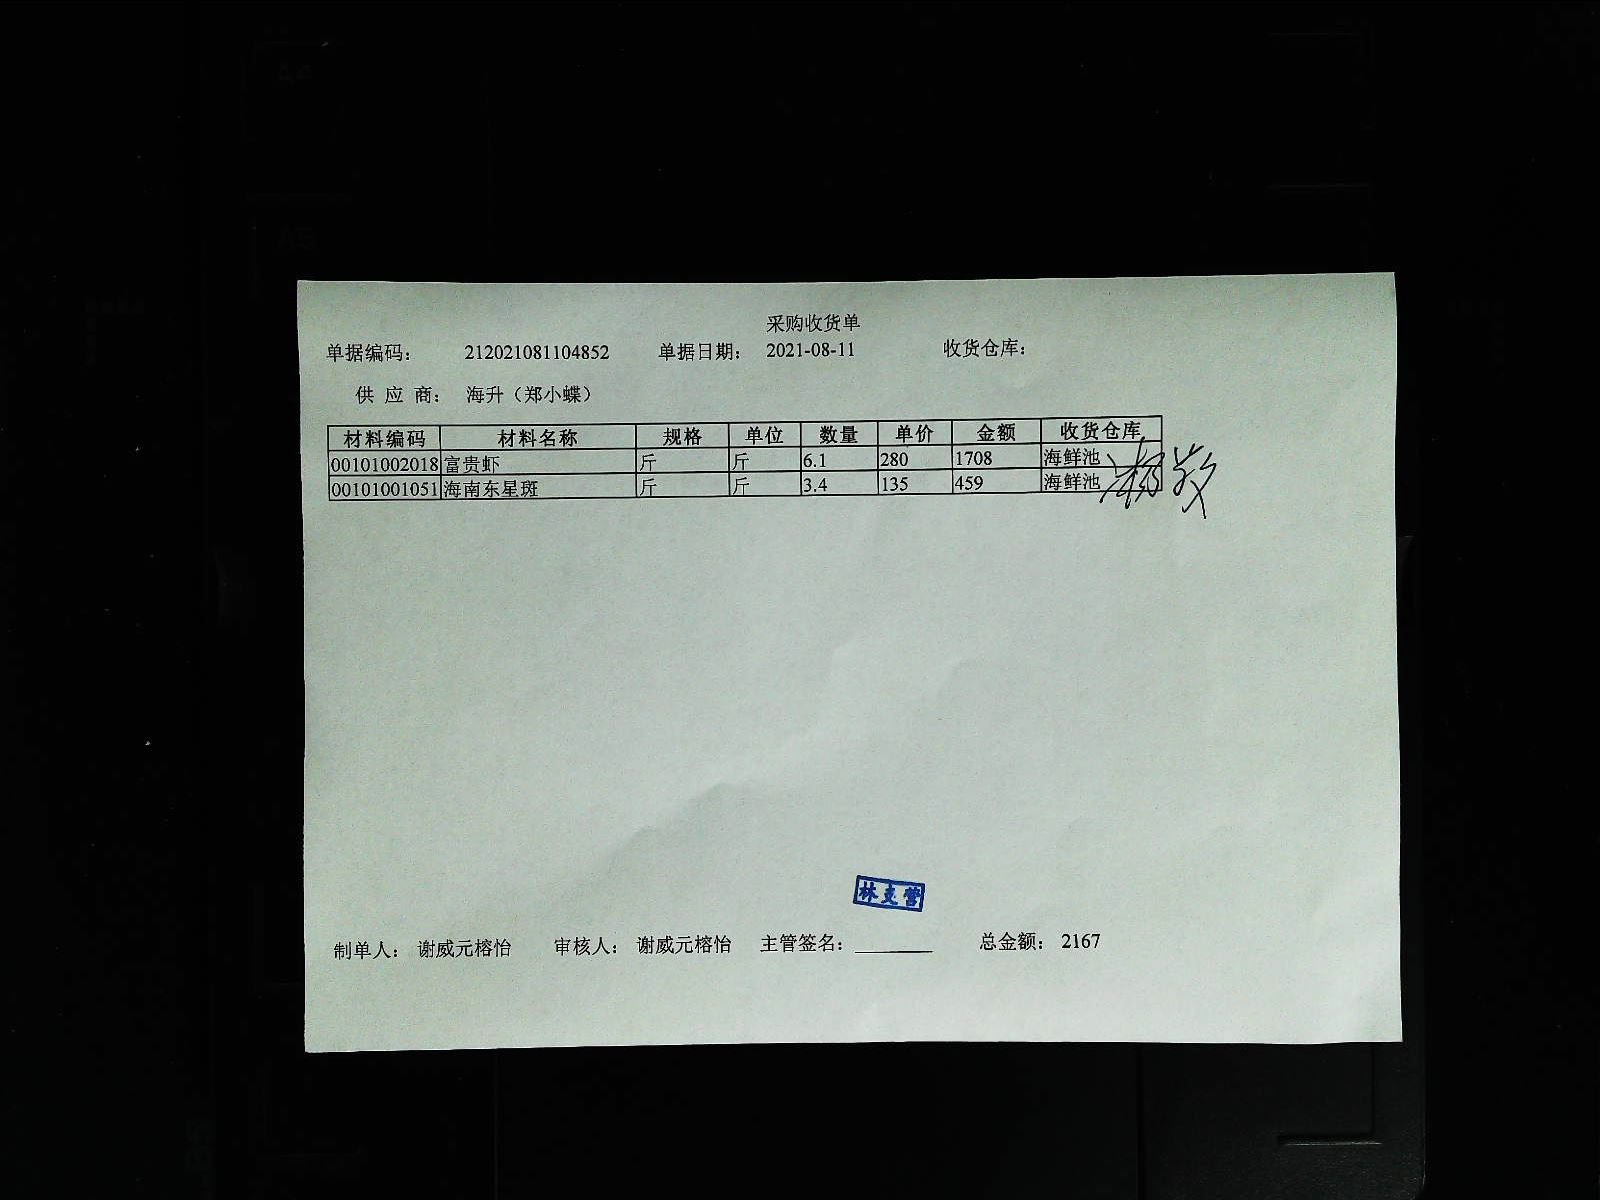 采购收货单
单据编码： 212021081104852 单据日期： 2021-08-11 收货仓库：
供 应 商： 海升（郑小蝶）
材料编码 材料名称 规格 单位 数量 单价 金额 收货仓库
00101002018 富贵虾 斤 斤 6.1 280 1708 海鲜池
00101001051 海南东星斑 斤 斤 3.4 135 459 海鲜池
林支营
制单人： 谢威元榕怡 审核人： 谢威元榕怡 主管签名： 总金额： 2167